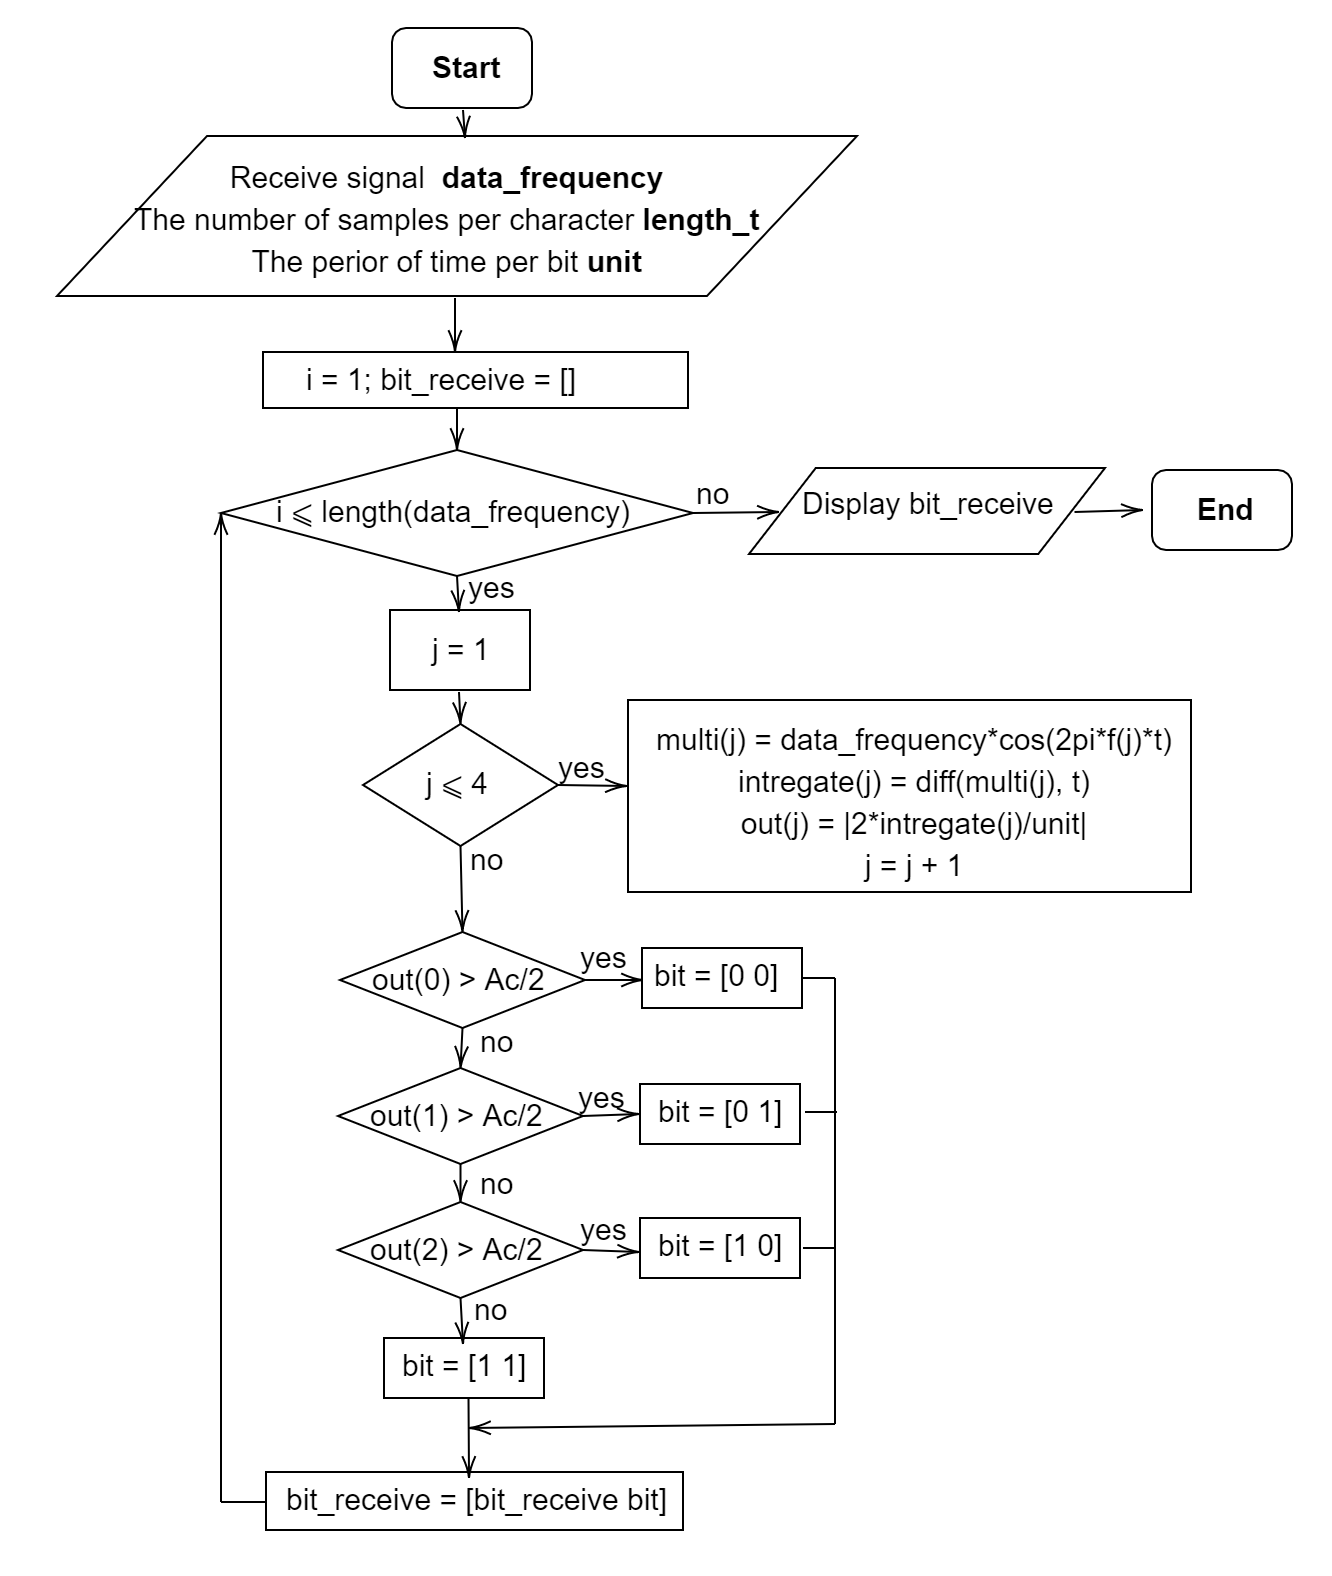 Start
Receive signal data_frequency
The number of samples per character length_t
The perior of time per bit unit
i = 1; bit_receive = []
i ⩽ length(data_frequency)
no
Display bit_receive
End
yes
j = 1
j ⩽ 4
yes
multi(j) = data_frequency*cos(2pi*f(j)*t)
intregate(j) = diff(multi(j), t)
out(j) = |2*intregate(j)/unit|
j = j + 1
no
out(0) > Ac/2
yes
bit = [0 0]
no
out(1) > Ac/2
yes
bit = [0 1]
no
out(2) > Ac/2
yes
bit = [1 0]
no
bit = [1 1]
bit_receive = [bit_receive bit]